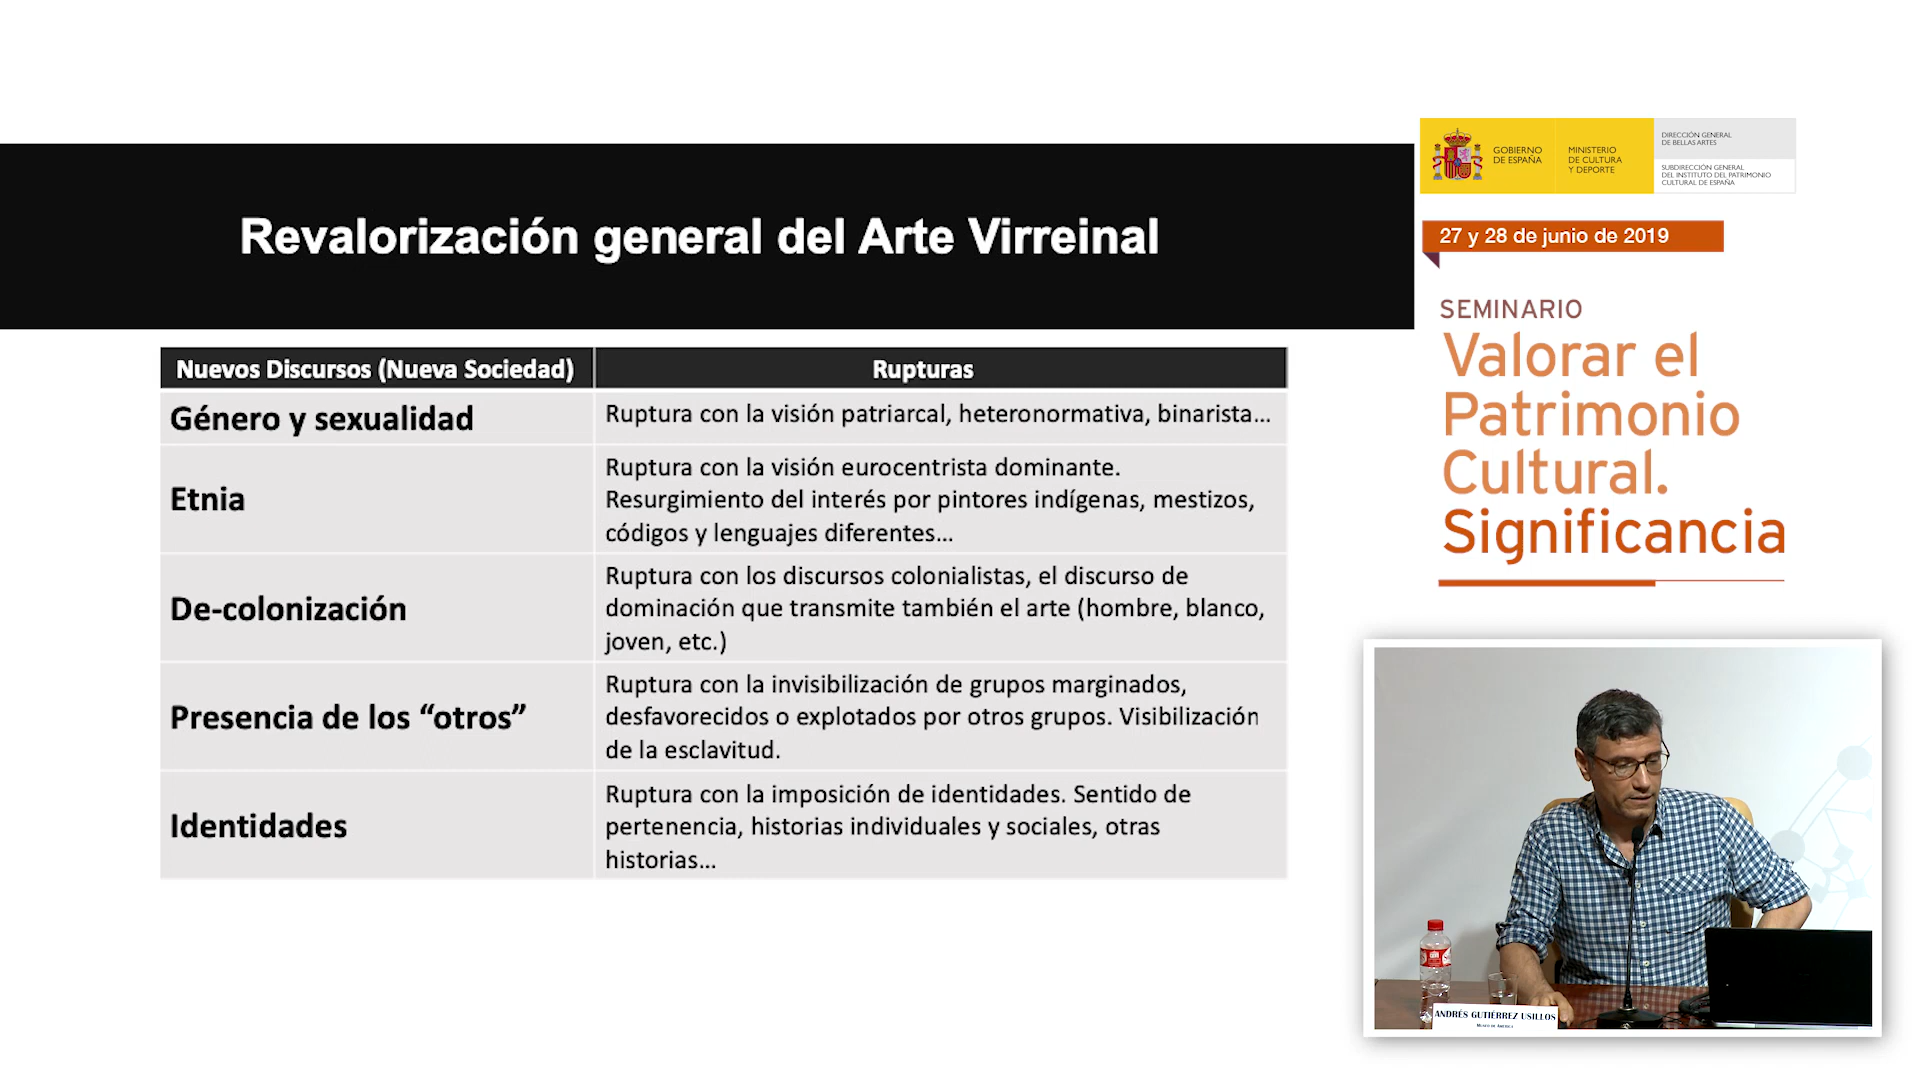 Revalorización general del Arte Virreinal
Nuevos Discursos (Nueva Sociedad)
Rupturas
Género y sexualidad
Ruptura con la visión patriarcal, heteronormativa, binarista...
Etnia
Ruptura con la visión eurocentrista dominante.
Resurgimiento del interés por pintores indígenas, mestizos,
códigos y lenguajes diferentes...
De-colonización
Ruptura con los discursos colonialistas, el discurso de
dominación que transmite también el arte (hombre, blanco,
joven, etc.)
Presencia de los “otros”
Ruptura con la invisibilización de grupos marginados,
desfavorecidos o explotados por otros grupos. Visibilización
de la esclavitud.
Identidades
Ruptura con la imposición de identidades. Sentido de
pertenencia, historias individuales y sociales, otras
historias...
GOBIERNO
DE ESPAÑA
MINISTERIO
DE CULTURA
Y DEPORTE
DIRECCIÓN GENERAL
DE BELLAS ARTES
SUBDIRECCIÓN GENERAL
DEL INSTITUTO DEL PATRIMONIO
CULTURAL DE ESPAÑA
27 y 28 de junio de 2019
SEMINARIO
Valorar el
Patrimonio
Cultural.
Significancia
ANDRÉS GUTIÉRREZ USILLOS
MUSEO DE AMÉRICA